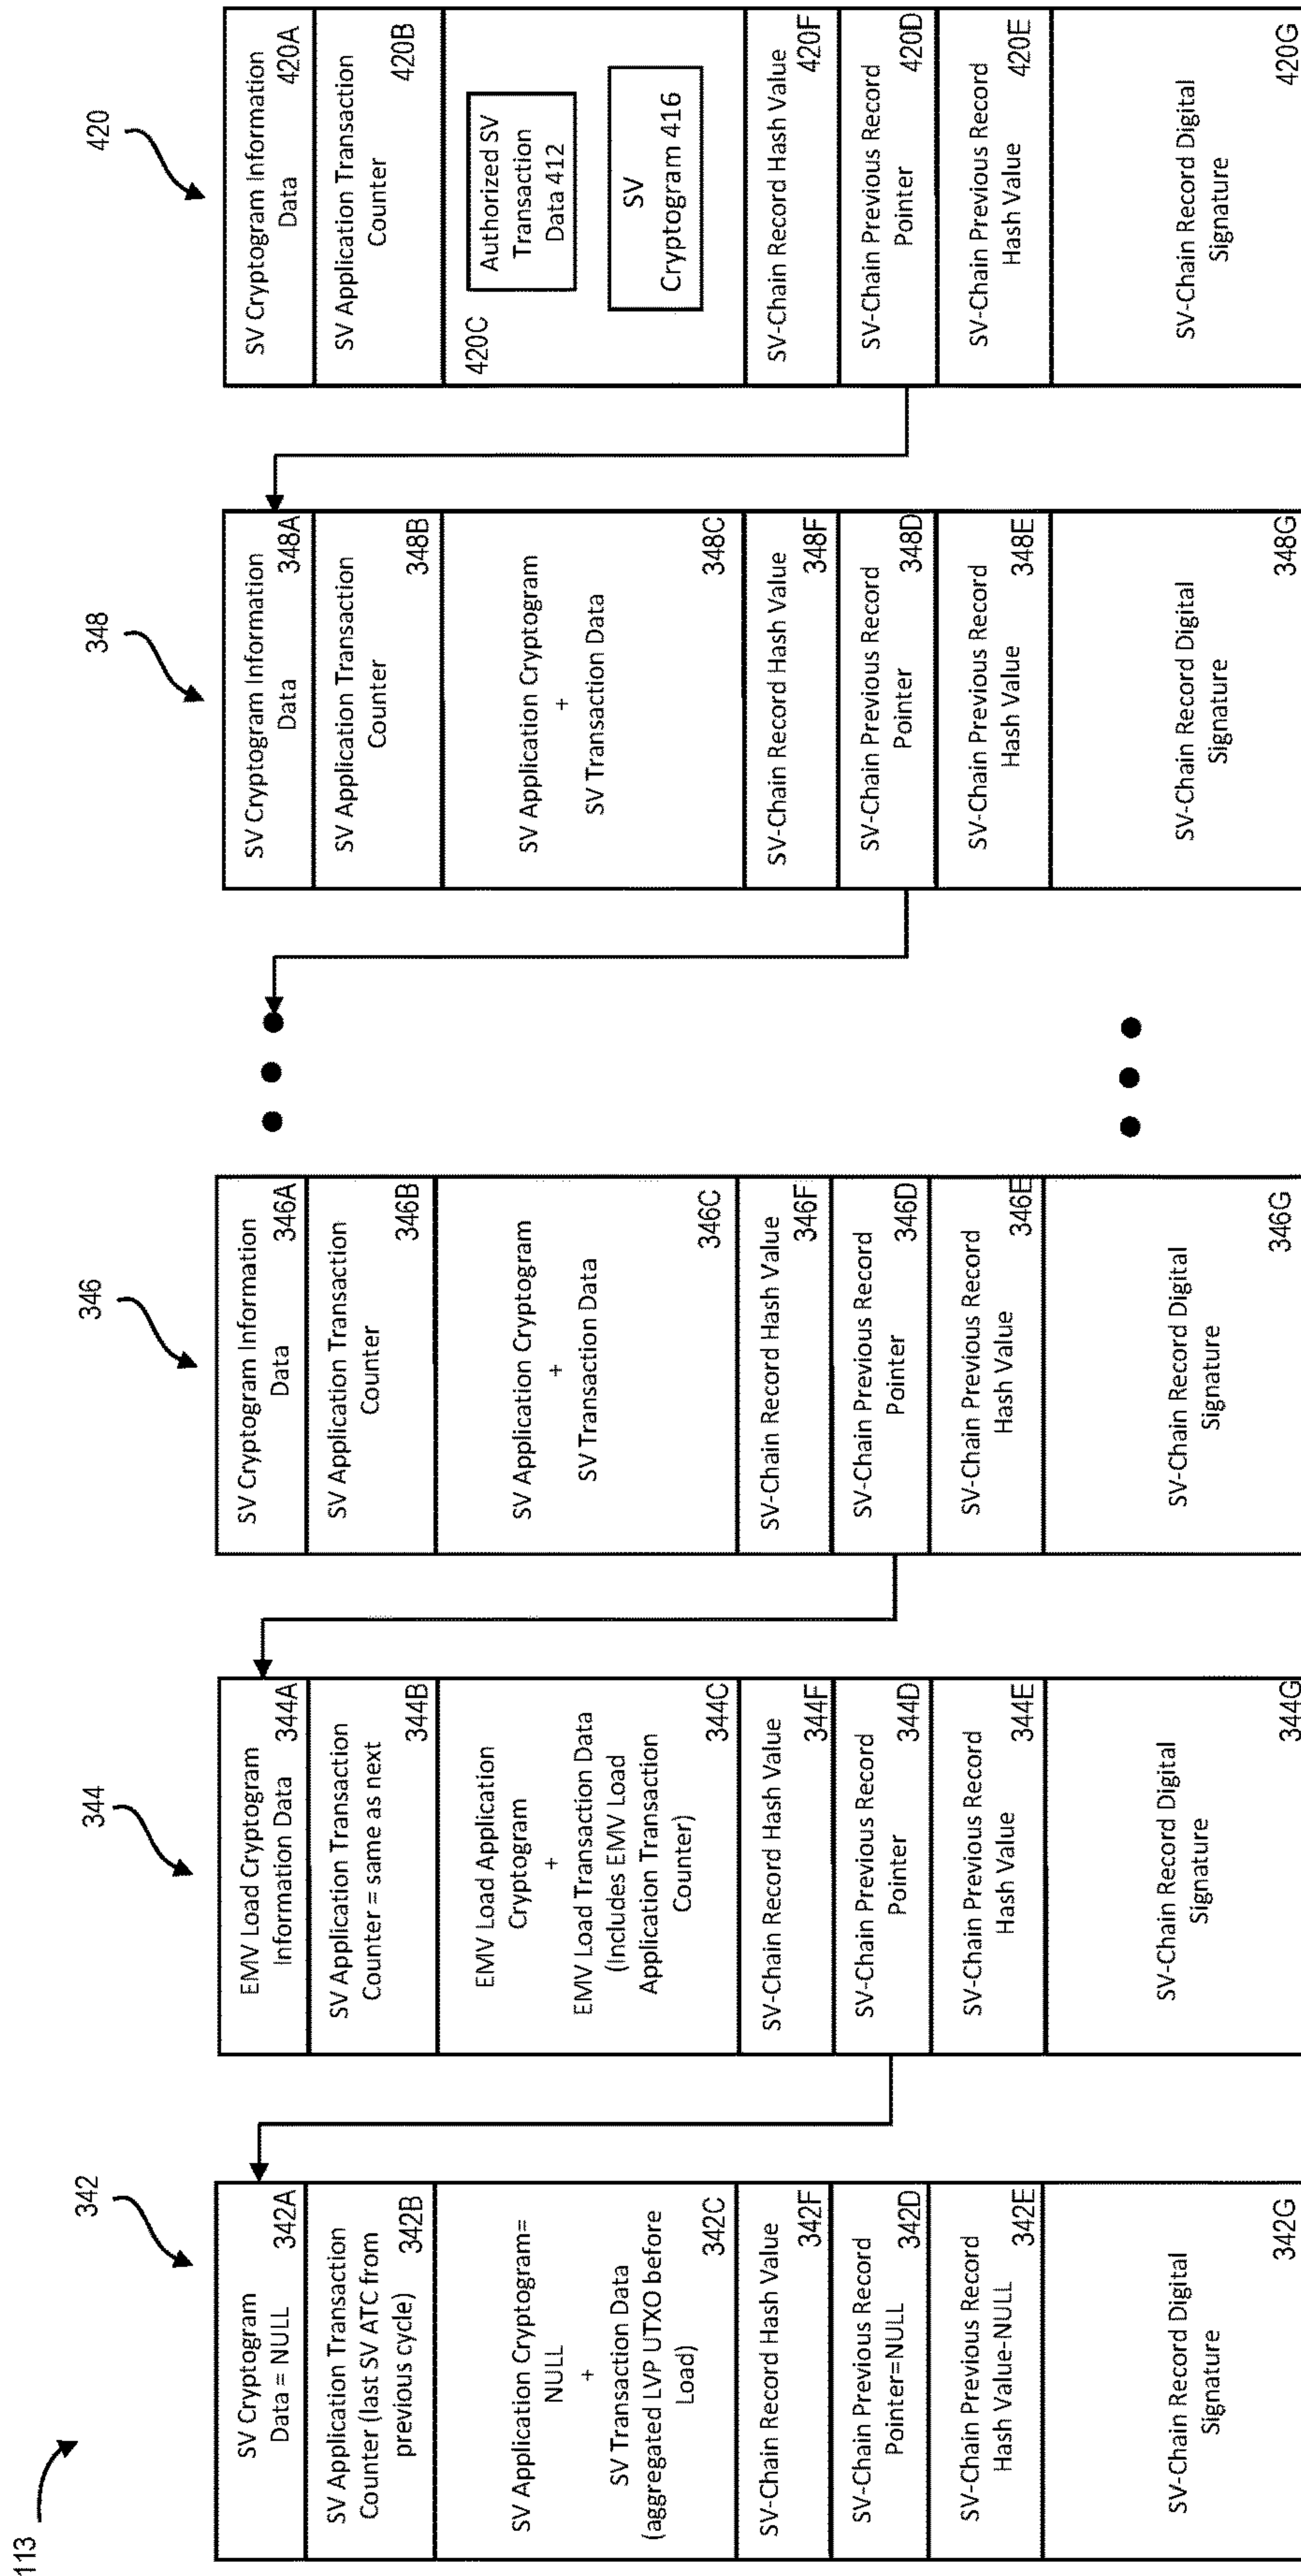 113
342
SV Cryptogram
Data = NULL
342A
SV Application Transaction
Counter (last SV ATC from
previous cycle)
342B
SV Application Cryptogram=
NULL
+
SV Transaction Data
(aggregated LVP UTXO before
Load)
342C
SV-Chain Record Hash Value
342F
SV-Chain Previous Record
Pointer=NULL
342D
SV-Chain Previous Record
Hash Value-NULL
342E
SV-Chain Record Digital
Signature
342G
344
EMV Load Cryptogram
Information Data
344A
SV Application Transaction
Counter = same as next
344B
EMV Load Application
Cryptogram
+
EMV Load Transaction Data
(includes EMV Load
Application Transaction
Counter)
344C
SV-Chain Record Hash Value
344F
SV-Chain Previous Record
Pointer
344D
SV-Chain Previous Record
Hash Value
344E
SV-Chain Record Digital
Signature
344G
346
SV Cryptogram Information
Data
346A
SV Application Transaction
Counter
346B
SV Application Cryptogram
+
SV Transaction Data
346C
SV-Chain Record Hash Value
346F
SV-Chain Previous Record
Pointer
346D
SV-Chain Previous Record
Hash Value
346E
SV-Chain Record Digital
Signature
346G
348
SV Cryptogram Information
Data
348A
SV Application Transaction
Counter
348B
SV Application Cryptogram
+
SV Transaction Data
348C
SV-Chain Record Hash Value
348F
SV-Chain Previous Record
Pointer
348D
SV-Chain Previous Record
Hash Value
348E
SV-Chain Record Digital
Signature
348G
420
SV Cryptogram Information
Data
420A
SV Application Transaction
Counter
420B
420C
Authorized SV
Transaction
Data 412
SV
Cryptogram 416
SV-Chain Record Hash Value
420F
SV-Chain Previous Record
Pointer
420D
SV-Chain Previous Record
Hash Value
420E
SV-Chain Record Digital
Signature
420G